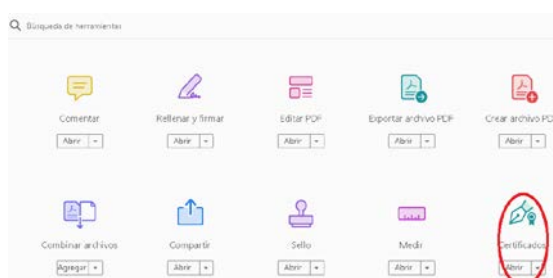 Búsqueda de herramientas
Comentar
Rellenar y firmar
Editar PDF
Exportar archivo PDF
Crear archivo PD
Abrir
Abrir
Abrir
Abrir
Abrir
Combinar archivos
Compartir
Sello
Medir
Certificados
Agregar
Abrir
Abrir
Abrir
Abrir